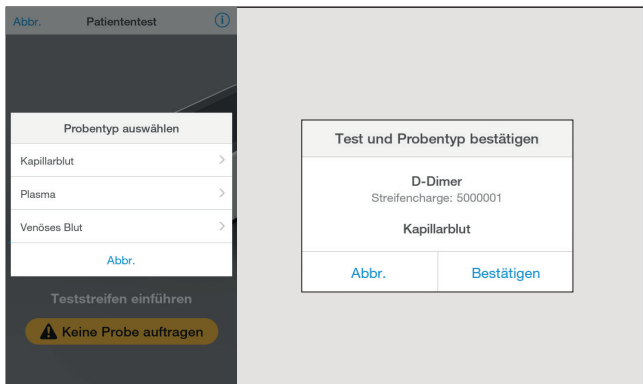 Abbr.
Patiententest
Probentyp auswählen
Kapillarblut
Plasma
Venöses Blut
Abbr.
Teststreifen einführen
Keine Probe auftragen
Test und Probentyp bestätigen
D-Dimer
Streifencharge: 5000001
Kapillarblut
Abbr.
Bestätigen